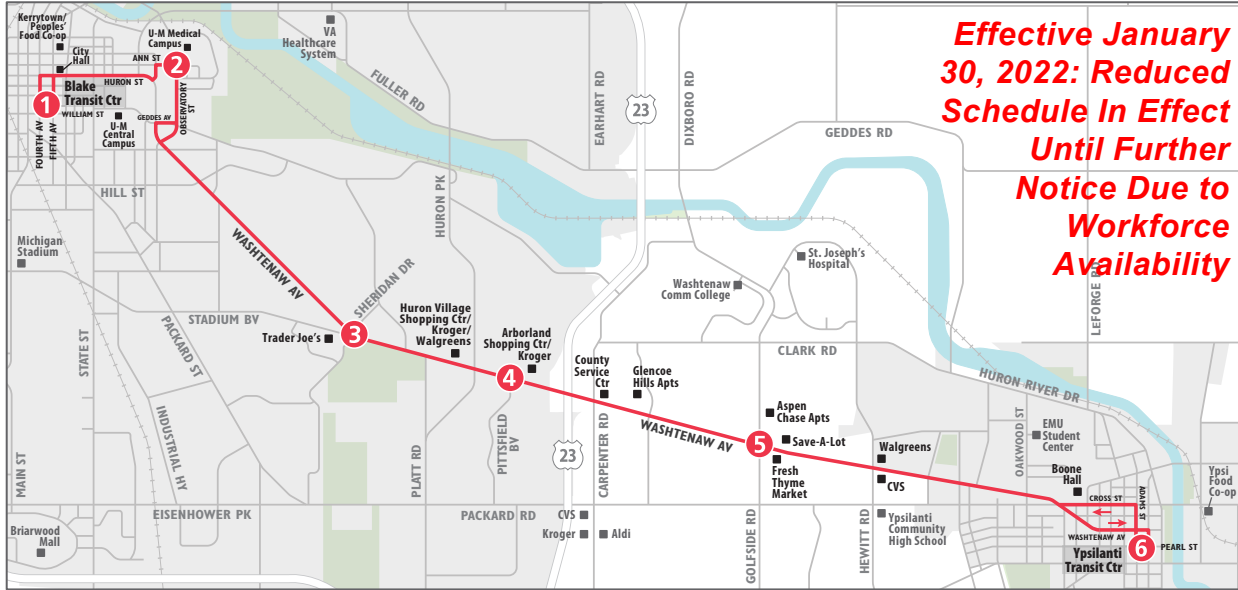 Effective January
30, 2022: Reduced
Schedule In Effect
Until Further
Notice Due to
Workforce
Availability
Kerrytown/
Peoples'
Food Co-op
City
Hall
U-M Medical
Campus
ANN ST
2
HURON ST
Blake
Transit Ctr
1
WILLIAM ST
U-M
Central
Campus
GEDDES AV
OBSERVATORY
ST
FOURTH AV
FIFTH AV
VA
Healthcare
System
FULLER RD
EARHART RD
23
DIXBORO RD
GEDDES RD
HILL ST
HURON PK
Michigan
Stadium
WASHTENAW AV
SHERIDAN DR
STADIUM BV
Trader Joe's
3
Huron Village
Shopping Ctr/
Kroger/
Walgreens
Arborland
Shopping Ctr/
Kroger
4
County
Service
Ctr
Glencoe
Hills Apts
Washtenaw
Comm College
St. Joseph's
Hospital
LEFORGE RD
CLARK RD
HURON RIVER DR
STATE ST
PACKARD ST
INDUSTRIAL HY
MAIN ST
PLATT RD
PITTSFIELD
BV
23
CARPENTER RD
WASHTENAW AV
5
Aspen
Chase Apts
Save-A-Lot
Fresh
Thyme
Market
Walgreens
CVS
OAKWOOD ST
EMU
Student
Center
Boone
Hall
CROSS ST
ADAMS ST
Ypsi
Food
Co-op
EISENHOWER PK
PACKARD RD
CVS
Kroger
Aldi
GOLFSIDE RD
HEWITT RD
Ypsilanti
Community
High School
WASHTENAW AV
6
PEARL ST
Ypsilanti
Transit Ctr
Briarwood
Mall